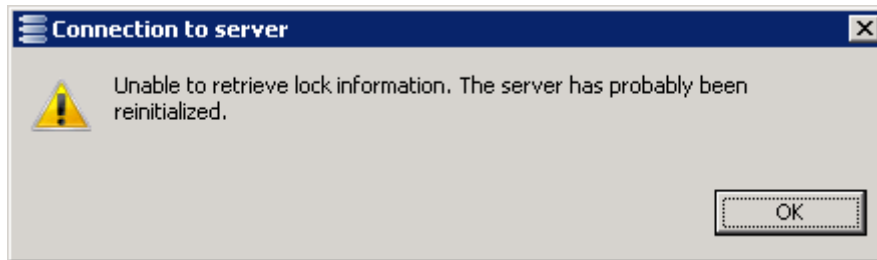 Connection to server
Unable to retrieve lock information. The server has probably been
reinitialized.
OK